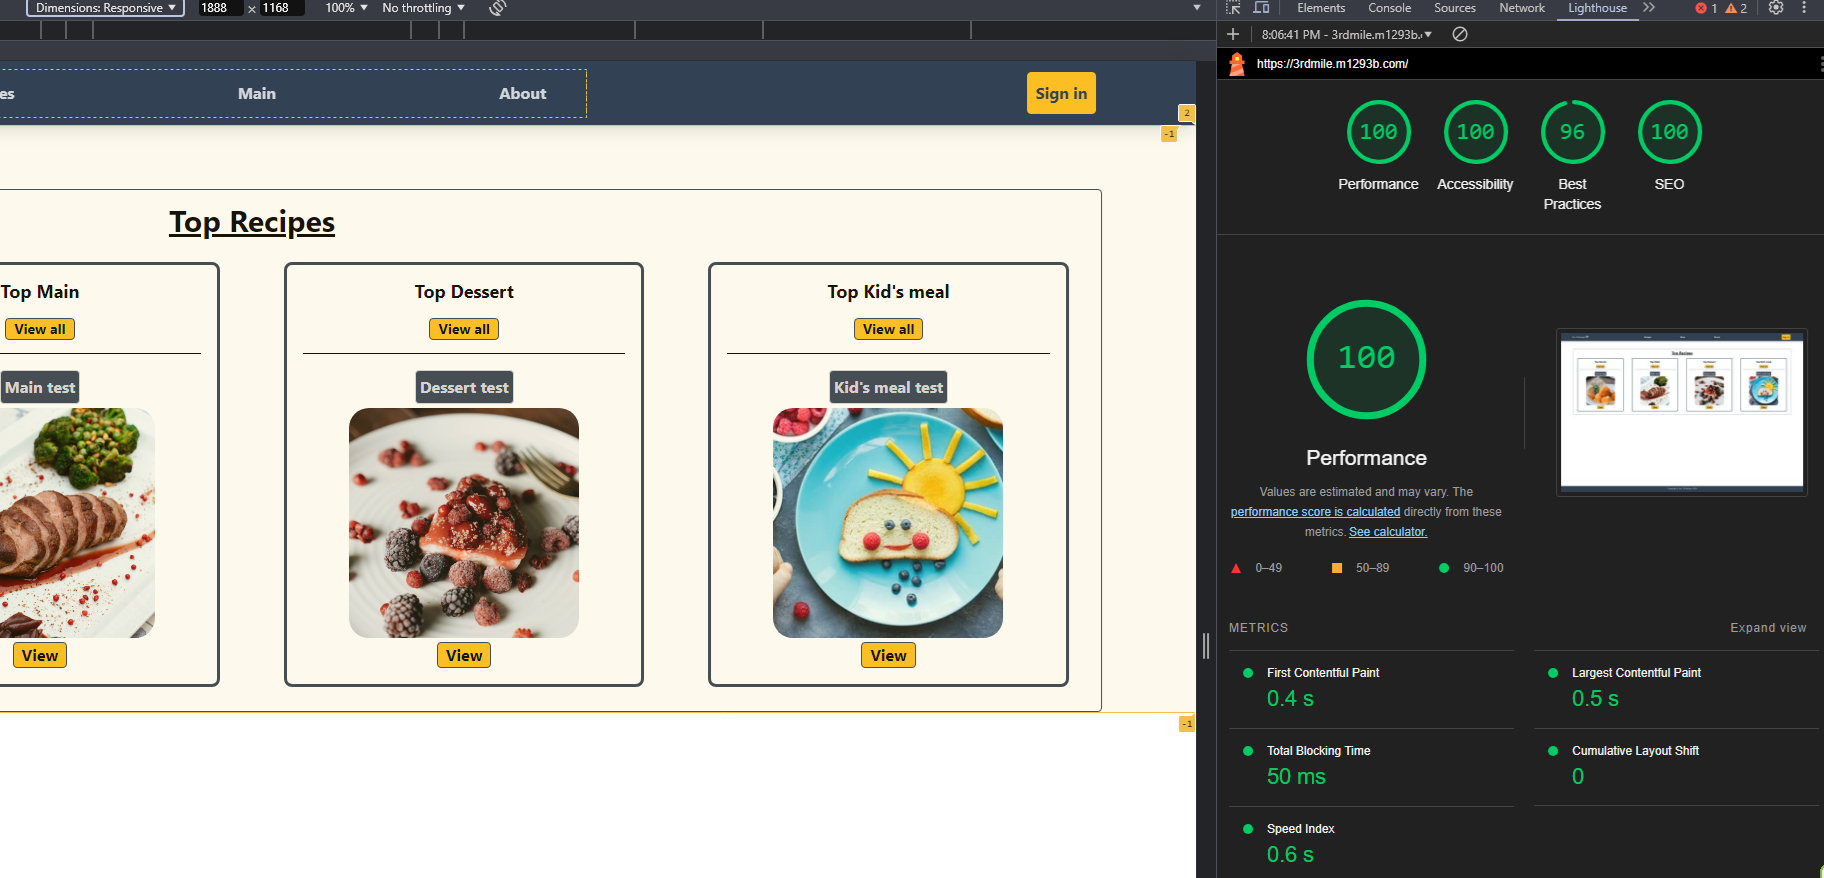 Dimensions: Responsive ▼ 1888 × 1168 100% ▼ No throttling ▼
Elements Console Sources Network Lighthouse 1 2
8:06:41 PM - 3rdmile.m1293b.
https://3rdmile.m1293b.com/
es Main About Sign in
2
-1
Top Recipes
Top Main
View all
Main test
View
Top Dessert
View all
Dessert test
View
Top Kid's meal
View all
Kid's meal test
View
-1
100 100 96 100
Performance Accessibility Best Practices SEO
100
Performance
Values are estimated and may vary. The
performance score is calculated directly from these
metrics. See calculator.
0–49 50–89 90–100
METRICS Expand view
First Contentful Paint
0.4 s
Largest Contentful Paint
0.5 s
Total Blocking Time
50 ms
Cumulative Layout Shift
0
Speed Index
0.6 s